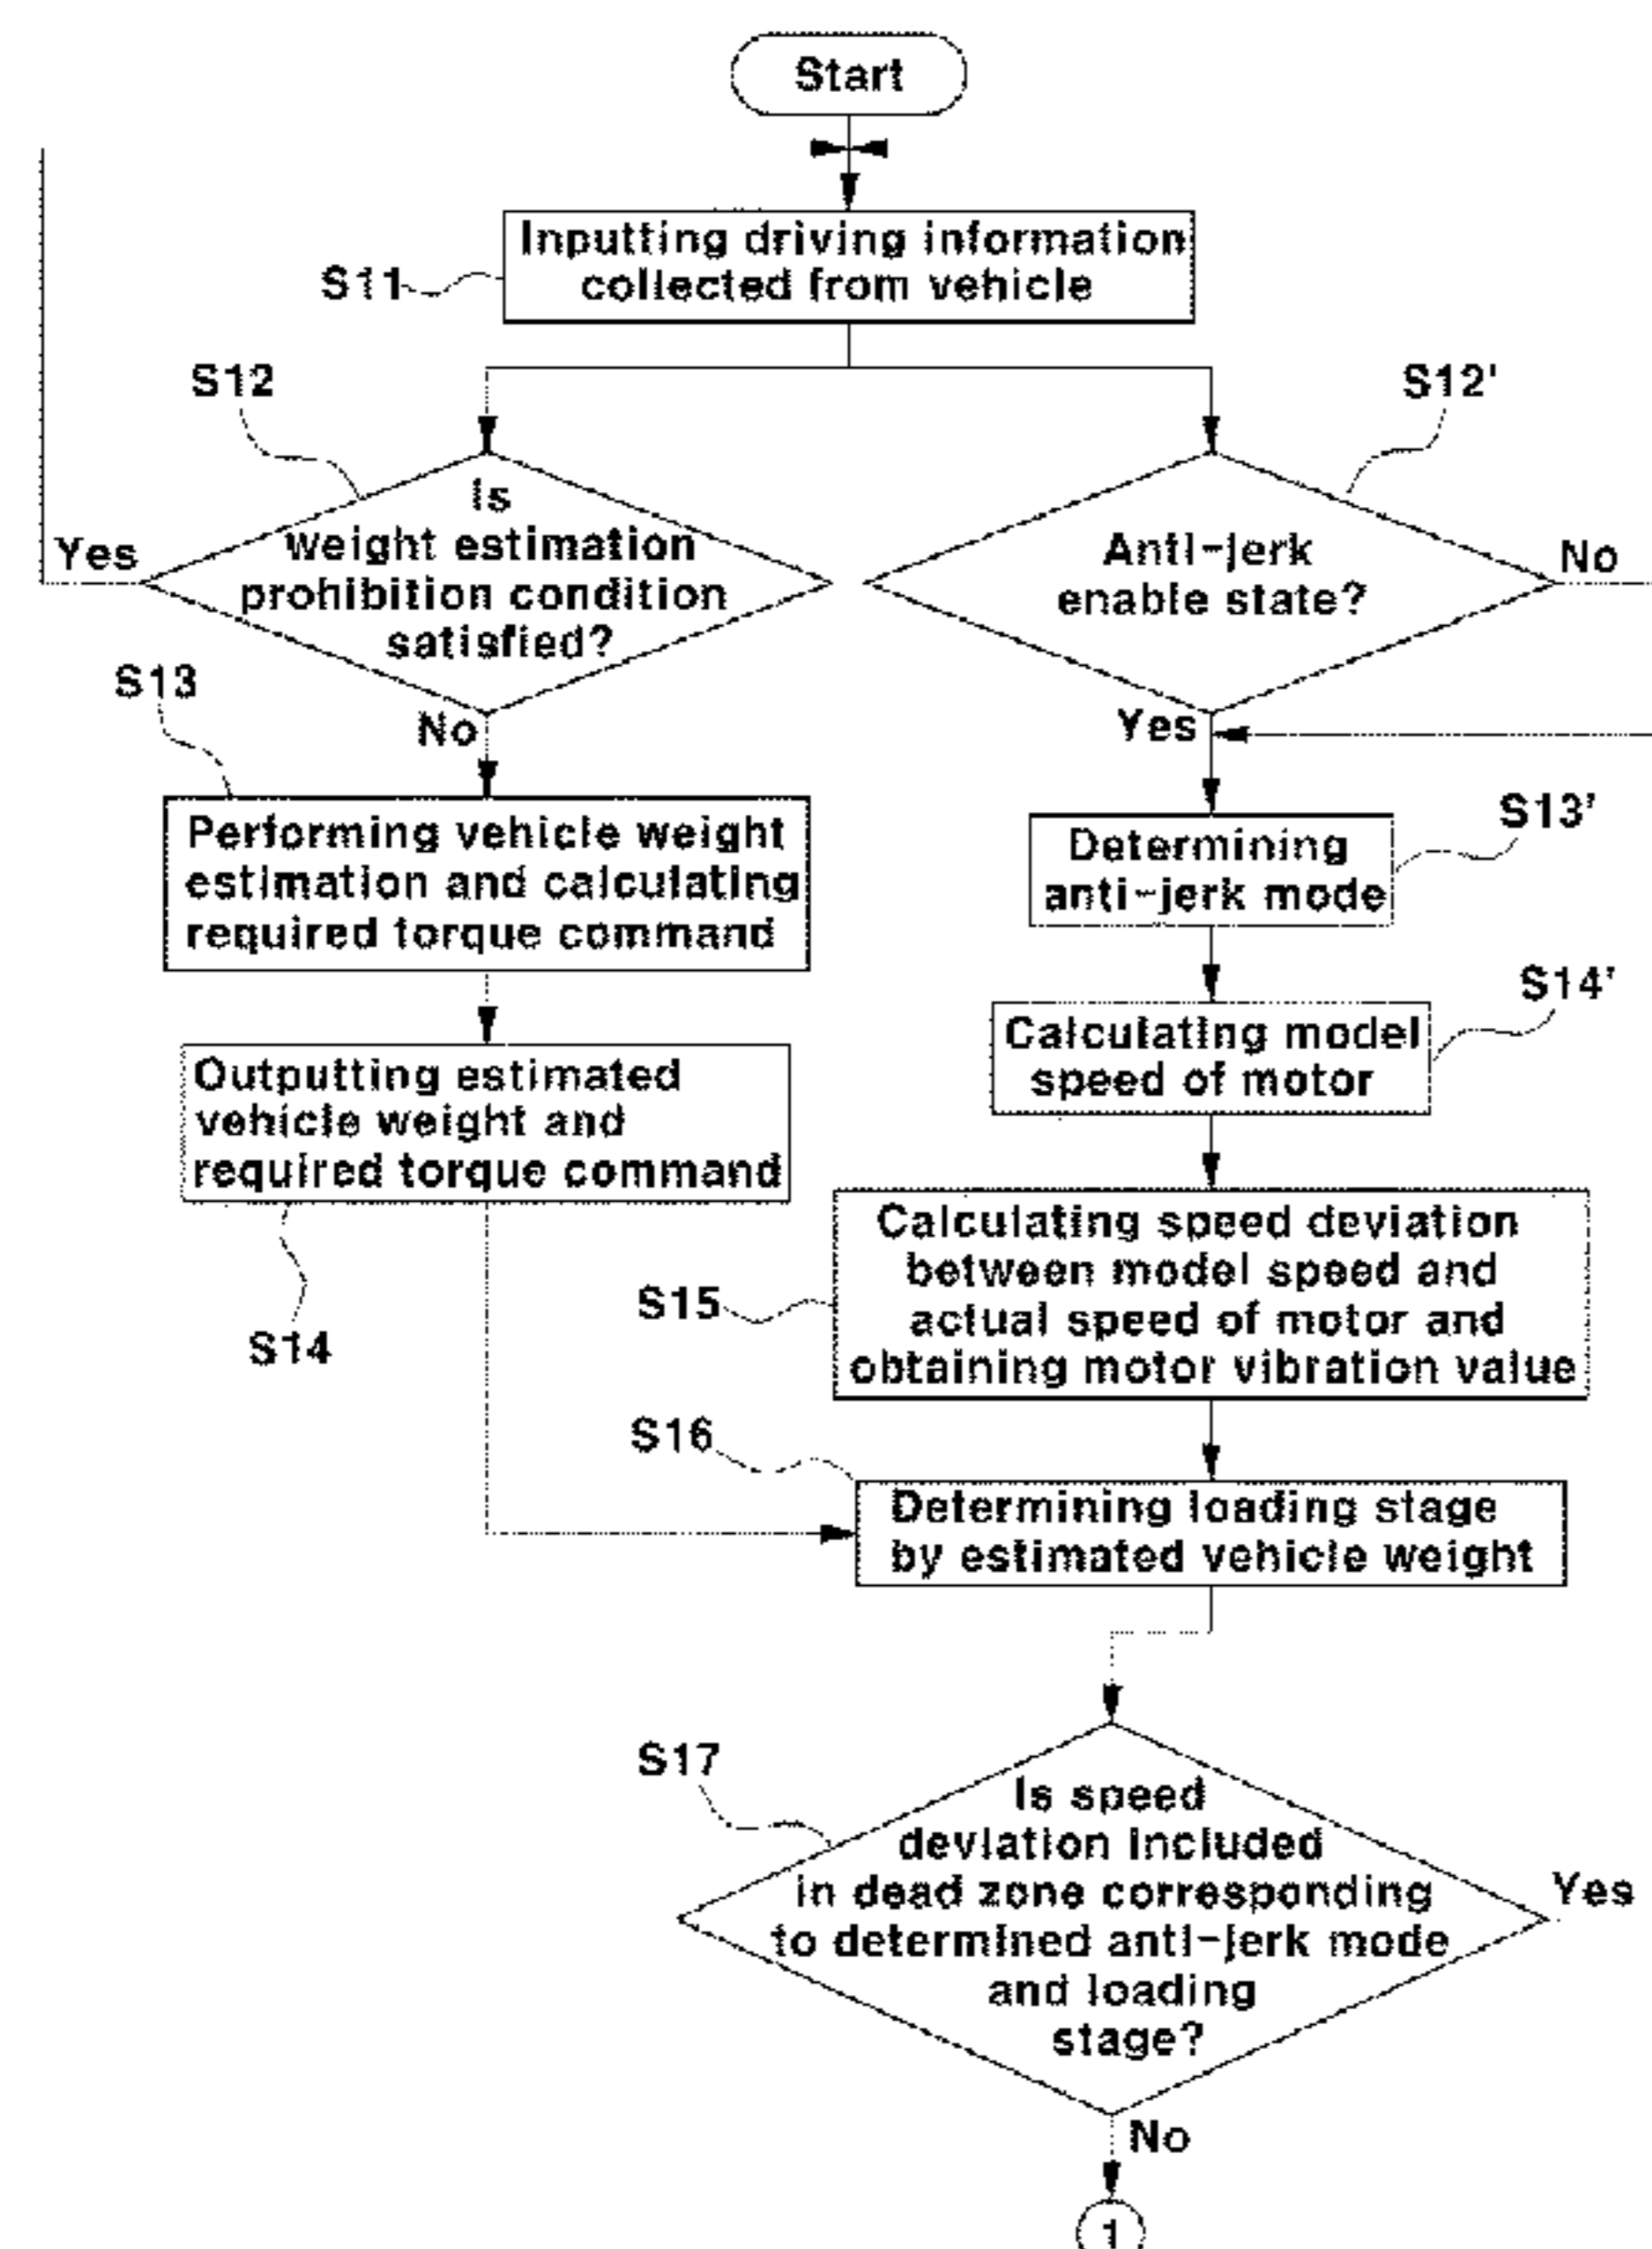 Start
Inputting driving information
collected from vehicle
S11
S12
Is
weight estimation
prohibition condition
satisfied?
Yes
No
S12'
Anti-jerk
enable state?
No
Yes
S13
Performing vehicle weight
estimation and calculating
required torque command
S13'
Determining
anti-jerk mode
Outputting estimated
vehicle weight and
required torque command
S14
S14'
Calculating model
speed of motor
S15
Calculating speed deviation
between model speed and
actual speed of motor and
obtaining motor vibration value
S16
Determining loading stage
by estimated vehicle weight
S17
Is speed
deviation included
in dead zone corresponding
to determined anti-jerk mode
and loading
stage?
Yes
No
1